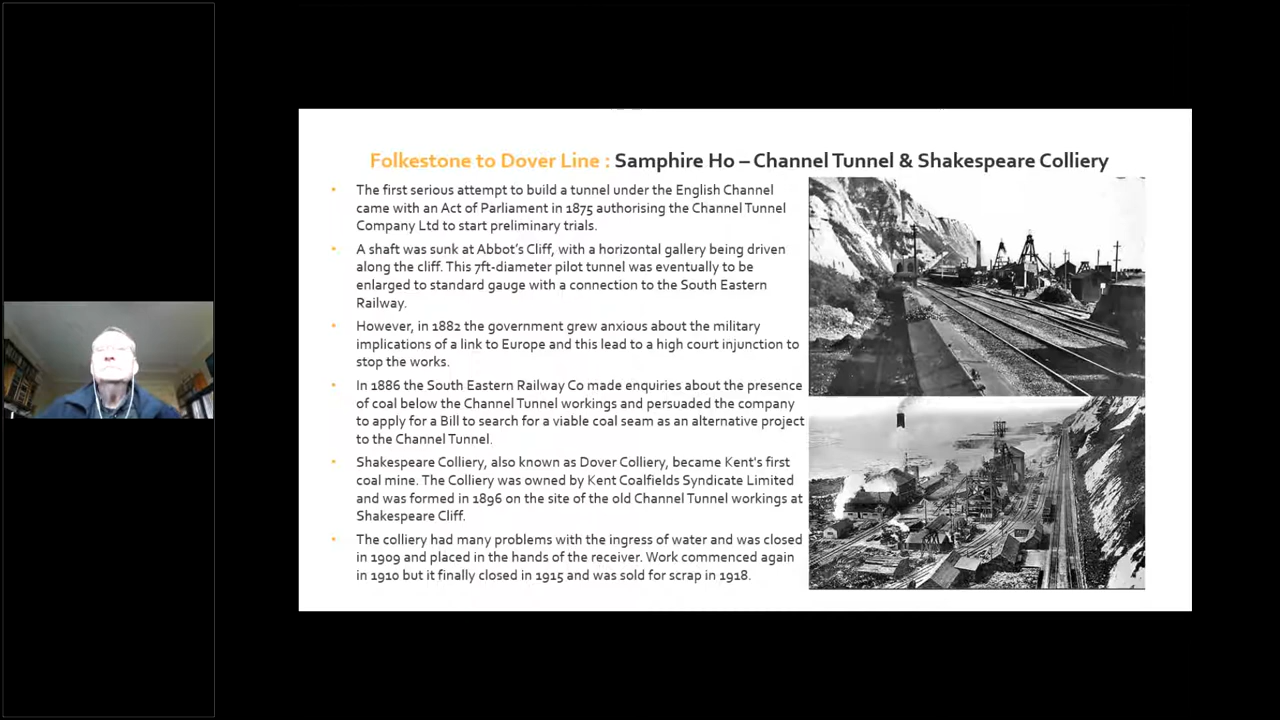 Folkestone to Dover Line : Samphire Ho – Channel Tunnel & Shakespeare Colliery
• The first serious attempt to build a tunnel under the English Channel
came with an Act of Parliament in 1875 authorising the Channel Tunnel
Company Ltd to start preliminary trials.
• A shaft was sunk at Abbot's Cliff, with a horizontal gallery being driven
along the cliff. This 7ft-diameter pilot tunnel was eventually to be
enlarged to standard gauge with a connection to the South Eastern
Railway.
• However, in 1882 the government grew anxious about the military
implications of a link to Europe and this lead to a high court injunction to
stop the works.
• In 1886 the South Eastern Railway Co made enquiries about the presence
of coal below the Channel Tunnel workings and persuaded the company
to apply for a Bill to search for a viable coal seam as an alternative project
to the Channel Tunnel.
• Shakespeare Colliery, also known as Dover Colliery, became Kent's first
coal mine. The Colliery was owned by Kent Coalfields Syndicate Limited
and was formed in 1896 on the site of the old Channel Tunnel workings at
Shakespeare Cliff.
• The colliery had many problems with the ingress of water and was closed
in 1909 and placed in the hands of the receiver. Work commenced again
in 1910 but it finally closed in 1915 and was sold for scrap in 1918.